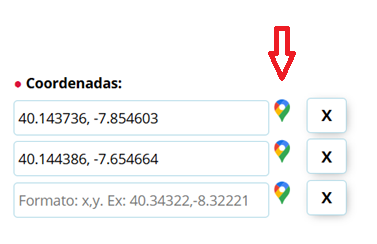 Coordenadas:
40.143736, -7.854603
X
40.144386, -7.654664
X
Formato: x,y. Ex: 40.34322,-8.32221
X